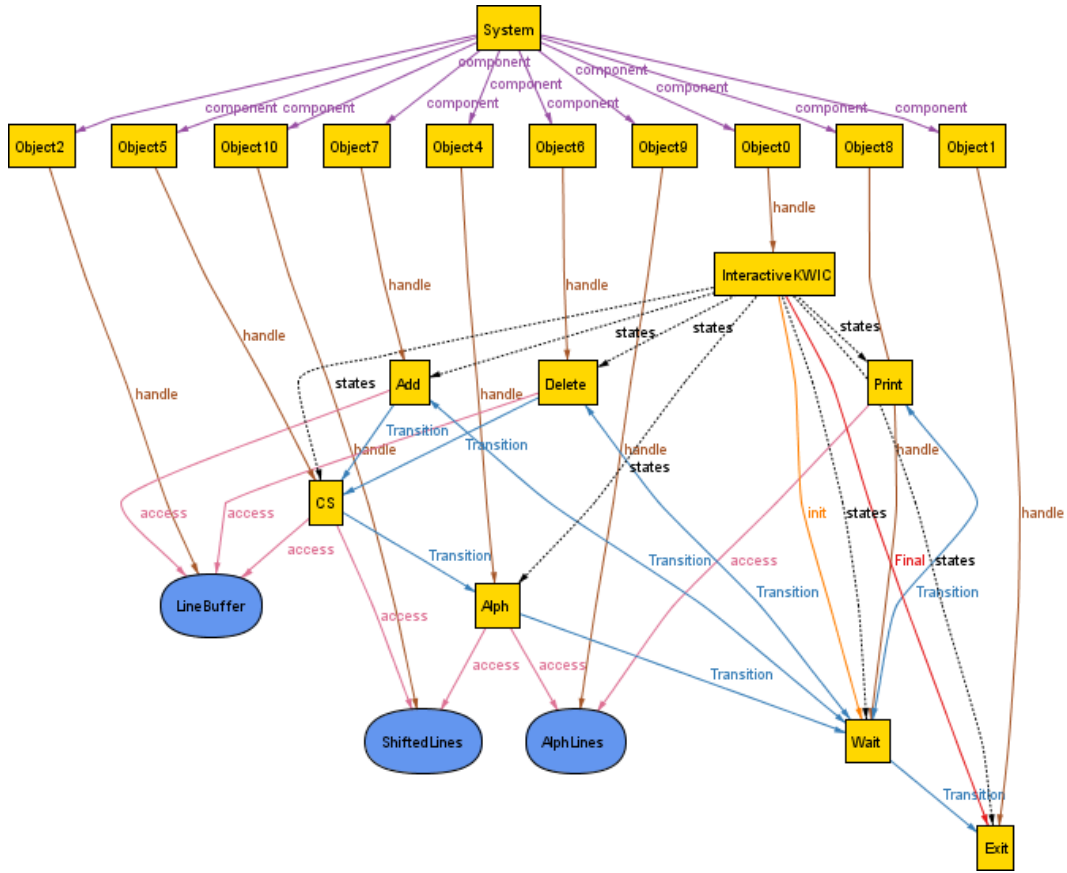 System
component
component
component
component component component component component component component
Object2 Object5 Object10 Object7 Object4 Object6 Object9 Object0 Object8 Object1
handle
InteractiveKWIC
handle handle
states states states
handle
states
Add Delete Print
handle handle
Transition Transition
handle handle handle
states
CS
access access init states handle
access Transition Transition access Final states
Transition Transition
LineBuffer Alph
access
access access Transition
ShiftedLines AlphLines Wait
Transition
Exit